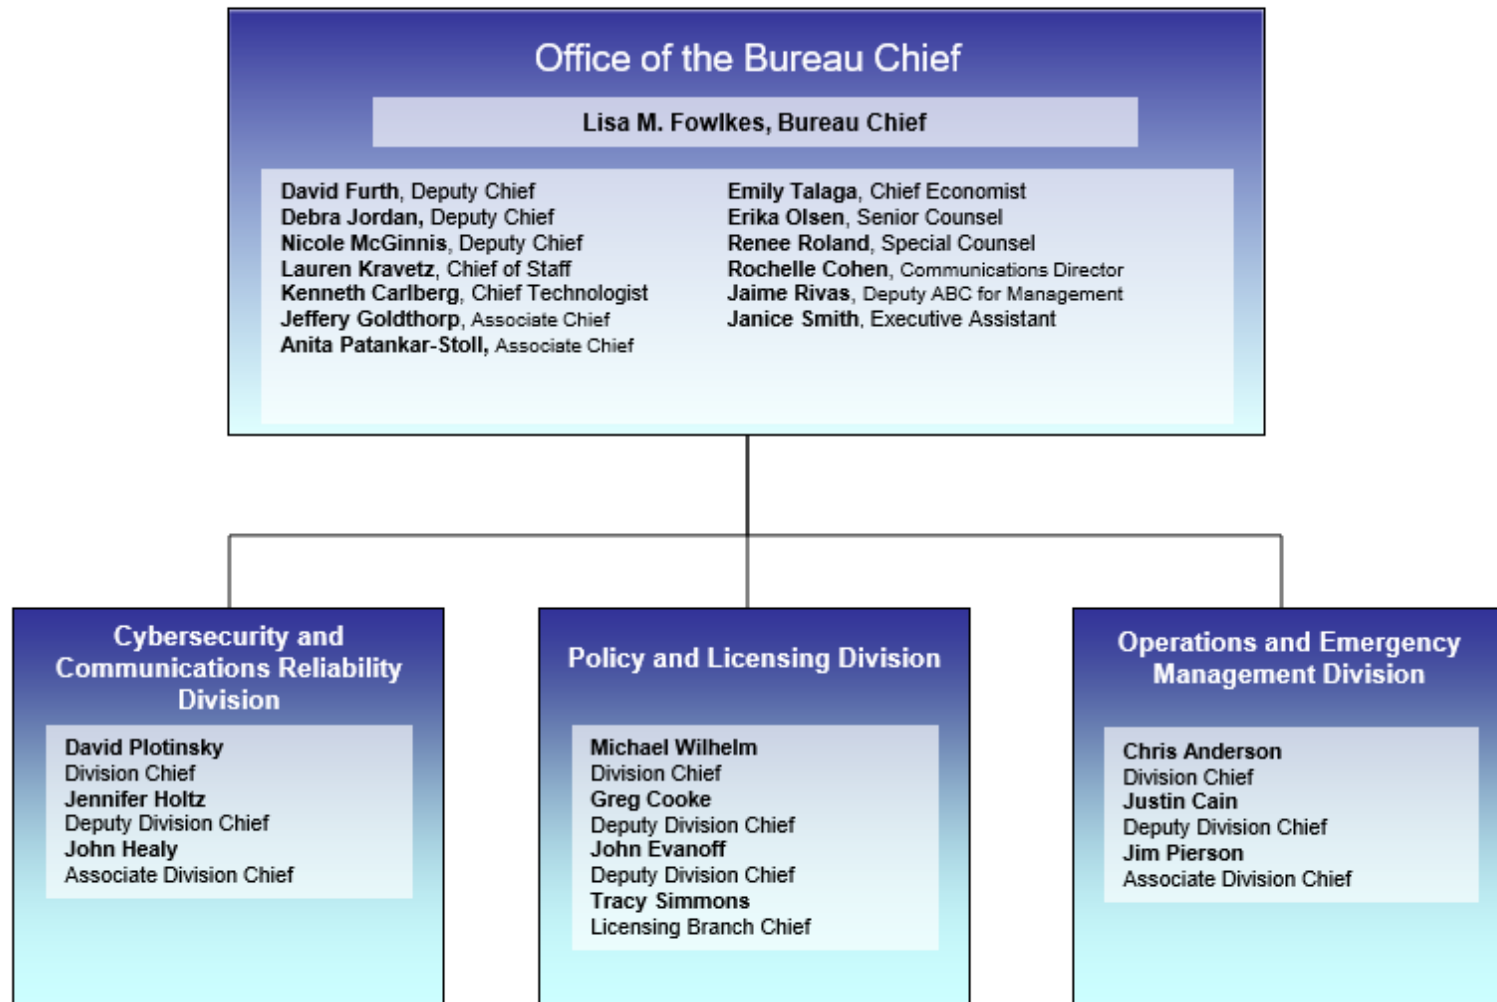 Office of the Bureau Chief
Lisa M. Fowlkes, Bureau Chief
David Furth, Deputy Chief
Debra Jordan, Deputy Chief
Nicole McGinnis, Deputy Chief
Lauren Kravetz, Chief of Staff
Kenneth Carlberg, Chief Technologist
Jeffery Goldthorp, Associate Chief
Anita Patankar-Stoll, Associate Chief
Emily Talaga, Chief Economist
Erika Olsen, Senior Counsel
Renee Roland, Special Counsel
Rochelle Cohen, Communications Director
Jaime Rivas, Deputy ABC for Management
Janice Smith, Executive Assistant
Cybersecurity and
Communications Reliability
Division
David Plotinsky
Division Chief
Jennifer Holtz
Deputy Division Chief
John Healy
Associate Division Chief
Policy and Licensing Division
Michael Wilhelm
Division Chief
Greg Cooke
Deputy Division Chief
John Evanoff
Deputy Division Chief
Tracy Simmons
Licensing Branch Chief
Operations and Emergency
Management Division
Chris Anderson
Division Chief
Justin Cain
Deputy Division Chief
Jim Pierson
Associate Division Chief